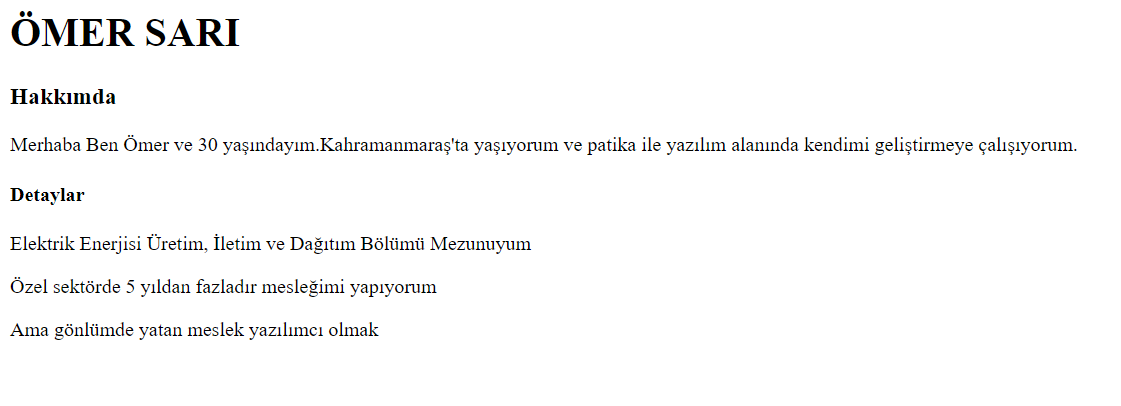 ÖMER SARI
Hakkımda
Merhaba Ben Ömer ve 30 yaşındayım.Kahramanmaraş'ta yaşıyorum ve patika ile yazılım alanında kendimi geliştirmeye çalışıyorum.
Detaylar
Elektrik Enerjisi Üretim, İletim ve Dağıtım Bölümü Mezunuyum
Özel sektörde 5 yıldan fazladır mesleğimi yapıyorum
Ama gönlümde yatan meslek yazılımcı olmak